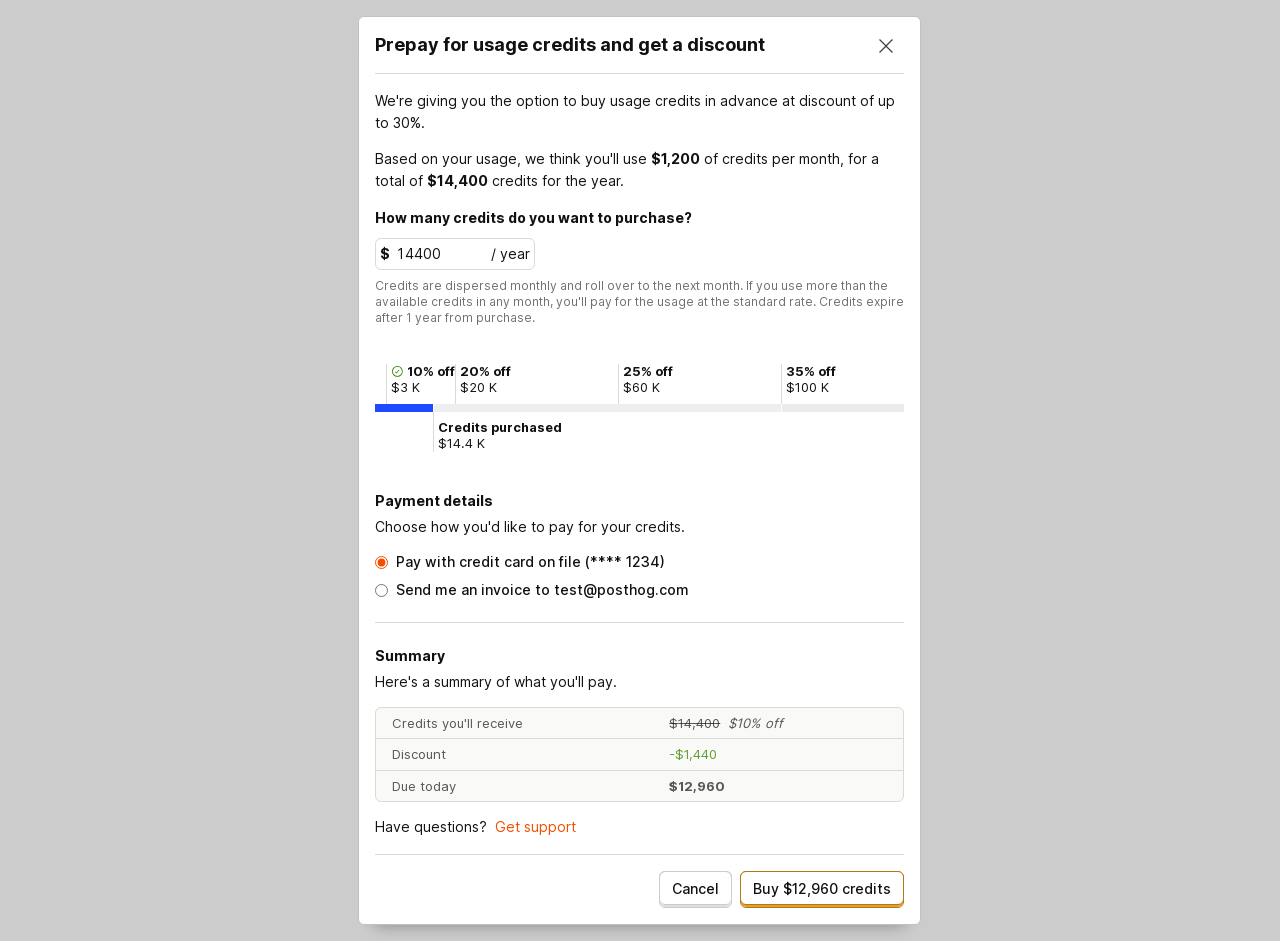 Prepay for usage credits and get a discount
We're giving you the option to buy usage credits in advance at discount of up
to 30%.
Based on your usage, we think you'll use $1,200 of credits per month, for a
total of $14,400 credits for the year.
How many credits do you want to purchase?
$ 14400 / year
Credits are dispersed monthly and roll over to the next month. If you use more than the
available credits in any month, you'll pay for the usage at the standard rate. Credits expire
after 1 year from purchase.
10% off 20% off 25% off 35% off
$3 K $20 K $60 K $100 K
Credits purchased
$14.4 K
Payment details
Choose how you'd like to pay for your credits.
Pay with credit card on file (**** 1234)
Send me an invoice to test@posthog.com
Summary
Here's a summary of what you'll pay.
Credits you'll receive $14,400 $10% off
Discount -$1,440
Due today $12,960
Have questions? Get support
Cancel Buy $12,960 credits